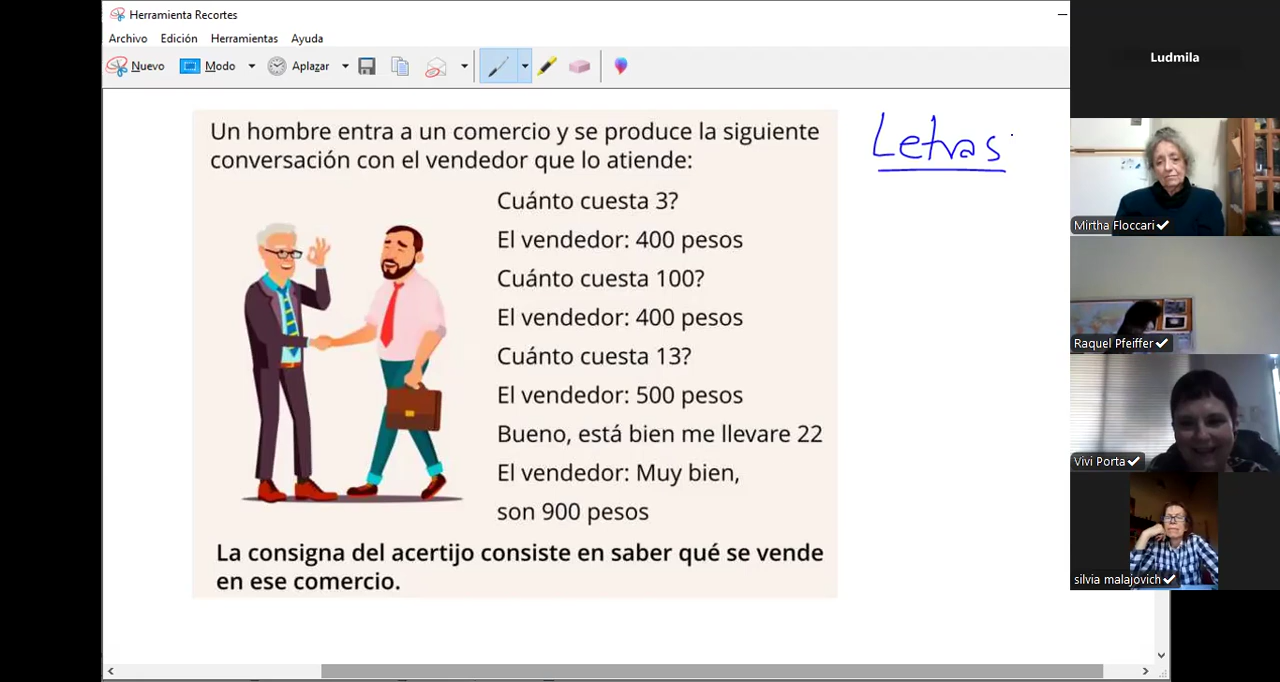 Herramienta Recortes
Archivo Edición Herramientas Ayuda
Nuevo Modo Aplazar
Un hombre entra a un comercio y se produce la siguiente
conversación con el vendedor que lo atiende:
Cuánto cuesta 3?
El vendedor: 400 pesos
Cuánto cuesta 100?
El vendedor: 400 pesos
Cuánto cuesta 13?
El vendedor: 500 pesos
Bueno, está bien me llevare 22
El vendedor: Muy bien,
son 900 pesos
La consigna del acertijo consiste en saber qué se vende
en ese comercio.
Letras
Ludmila
Mirtha Floccari
Raquel Pfeiffer
Vivi Porta
silvia malajovich